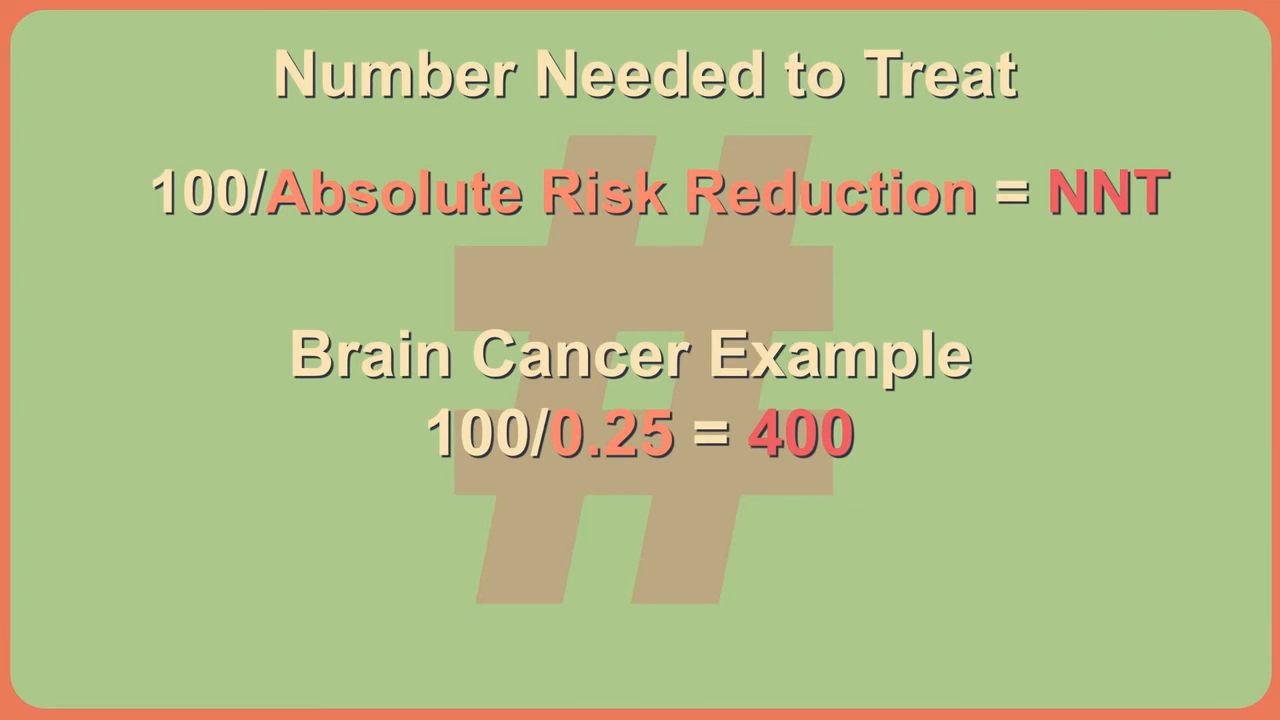 Number Needed to Treat
100/Absolute Risk Reduction = NNT
Brain Cancer Example
100/0.25 = 400
#